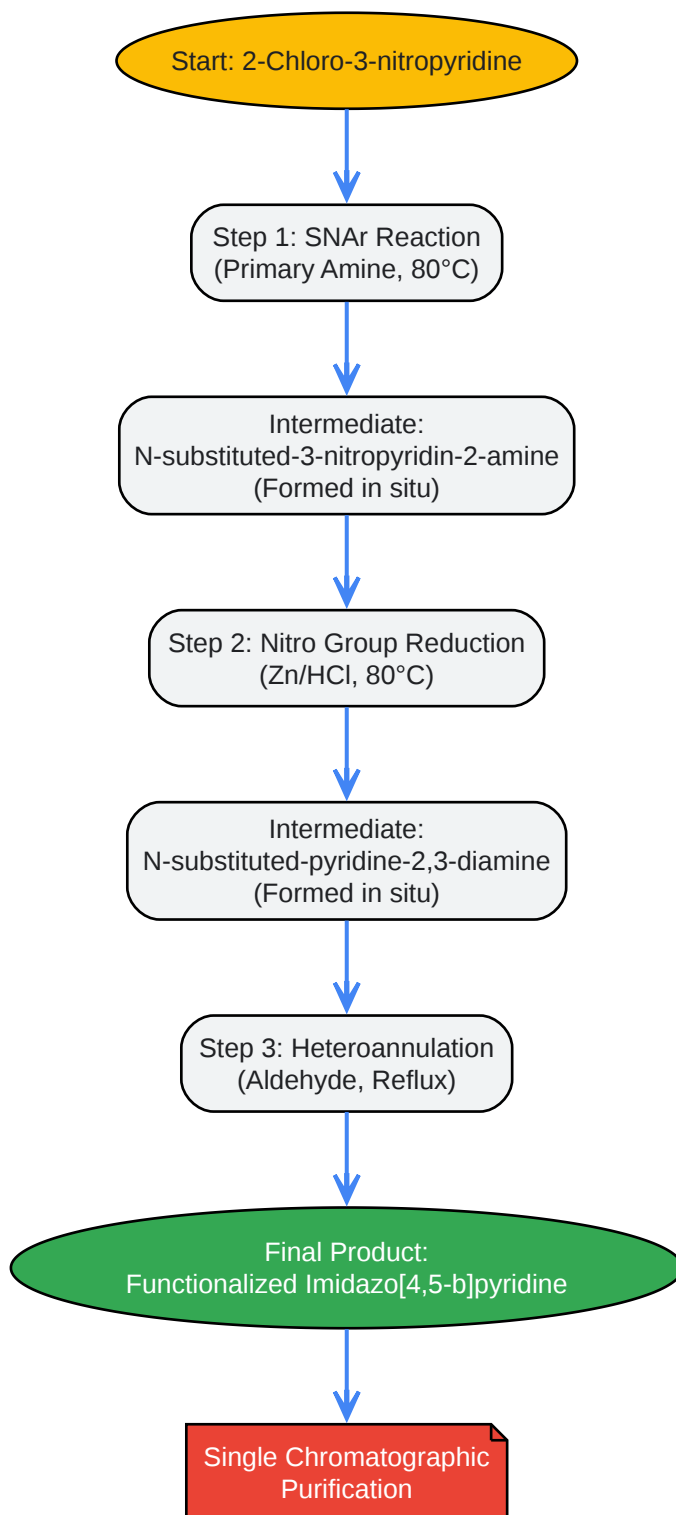 Start: 2-Chloro-3-nitropyridine
Step 1: SNAr Reaction
(Primary Amine, 80°C)
Intermediate:
N-substituted-3-nitropyridin-2-amine
(Formed in situ)
Step 2: Nitro Group Reduction
(Zn/HCl, 80°C)
Intermediate:
N-substituted-pyridine-2,3-diamine
(Formed in situ)
Step 3: Heteroannulation
(Aldehyde, Reflux)
Final Product:
Functionalized Imidazo[4,5-b]pyridine
Single Chromatographic
Purification